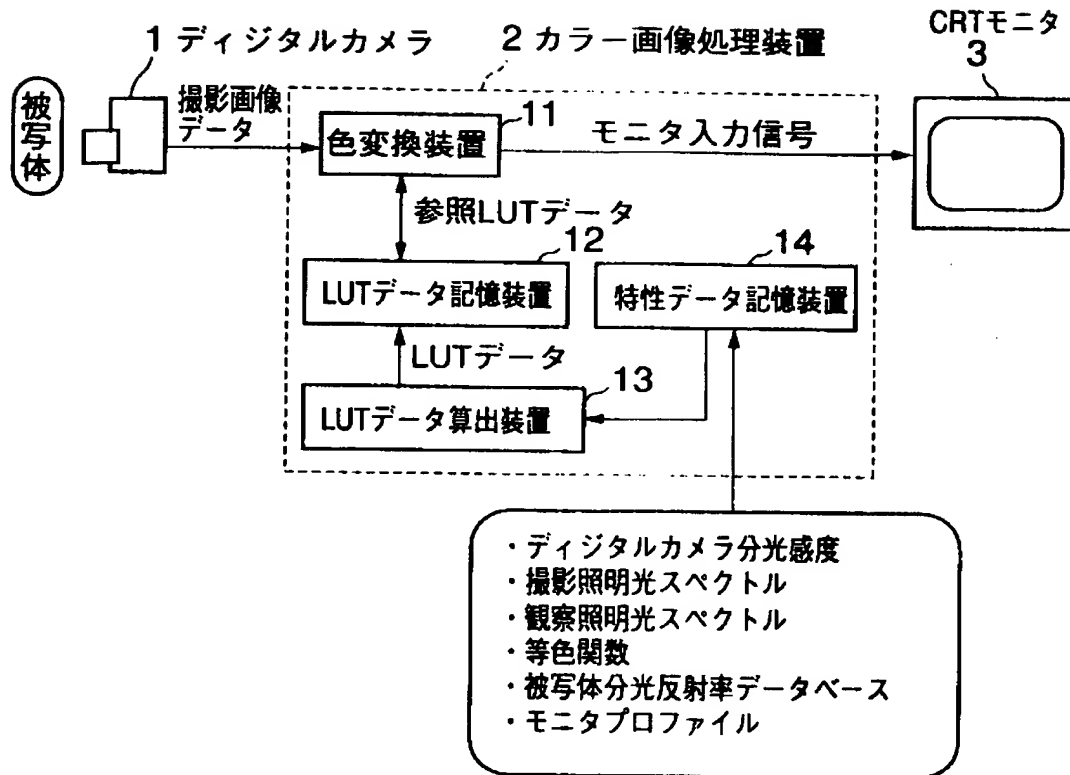 1 ディジタルカメラ
2 カラー画像処理装置
CRTモニタ
3
被写体
撮影画像
データ
11
色変換装置
モニタ入力信号
参照LUTデータ
12
14
LUTデータ記憶装置
特性データ記憶装置
LUTデータ
13
LUTデータ算出装置
・ディジタルカメラ分光感度
・撮影照明光スペクトル
・観察照明光スペクトル
・等色関数
・被写体分光反射率データベース
・モニタプロファイル